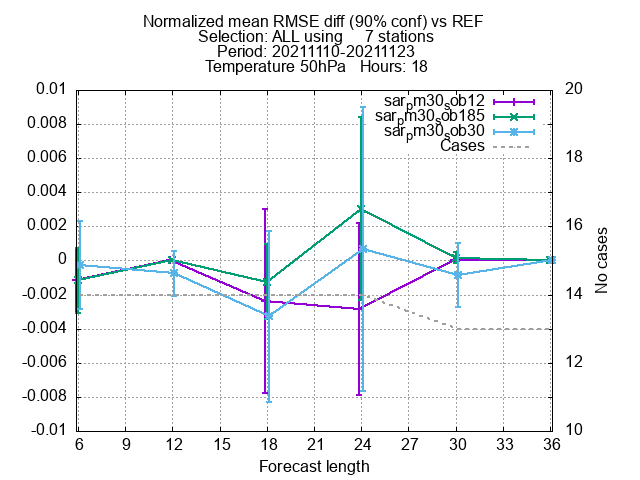 Normalized mean RMSE diff (90% conf) vs REF
Selection: ALL using 7 stations
Period: 20211110-20211123
Temperature 50hPa Hours: 18
sar_pm30_sob12
sar_pm30_sob185
sar_pm30_sob30
Cases
0.01
0.008
0.006
0.004
0.002
0
-0.002
-0.004
-0.006
-0.008
-0.01
20
18
16
14
12
10
No cases
6 9 12 15 18 21 24 27 30 33 36
Forecast length